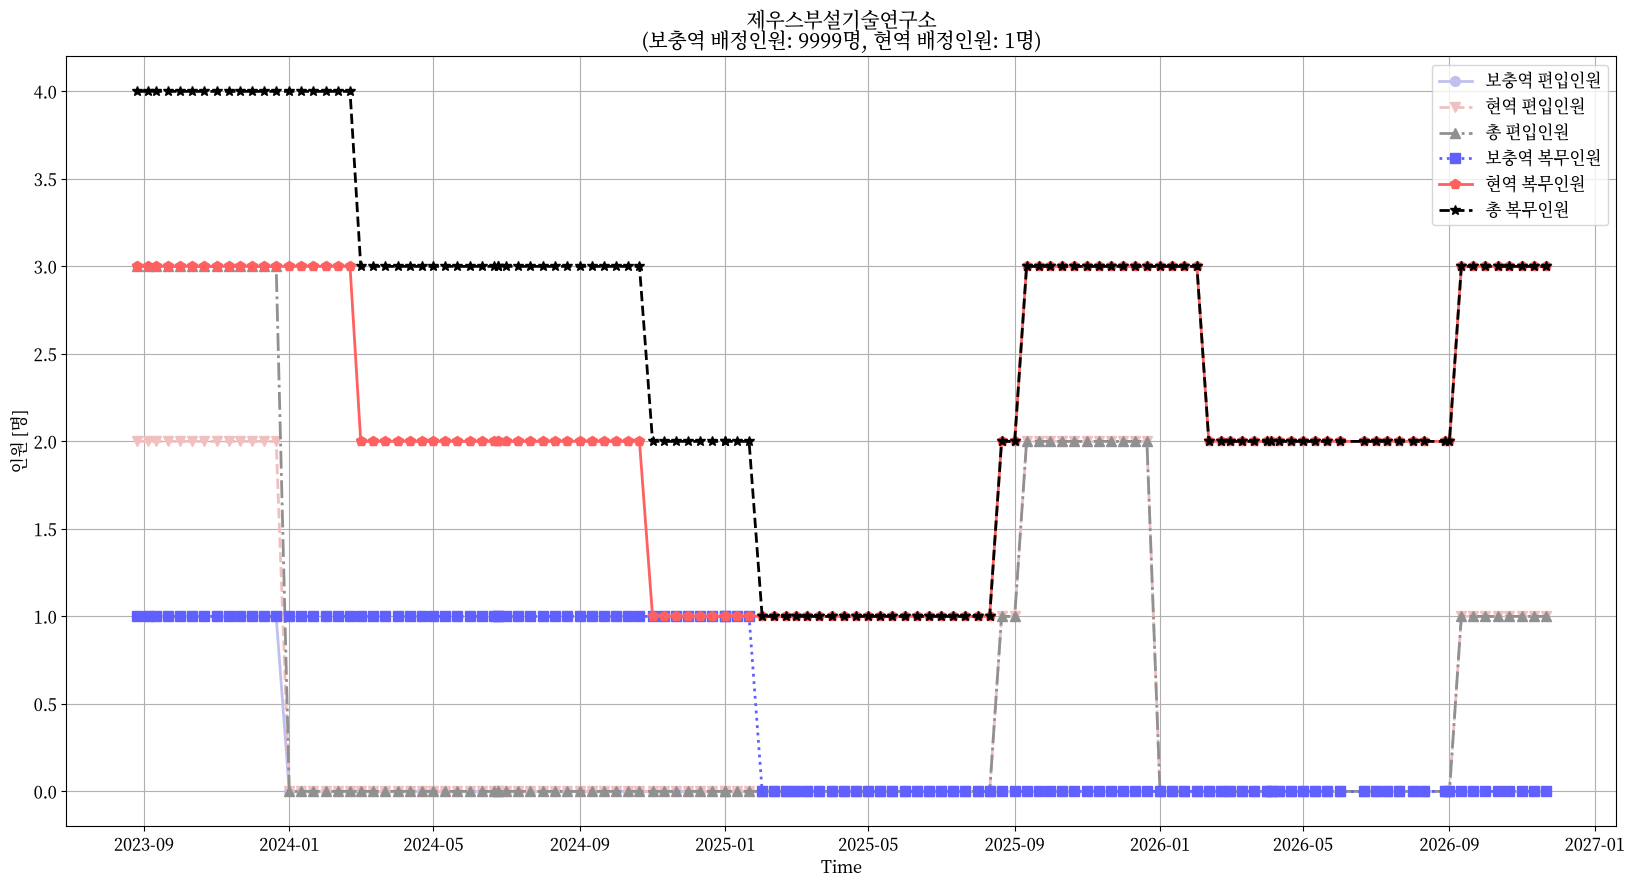 제우스부설기술연구소
(보충역 배정인원: 9999명, 현역 배정인원: 1명)
보충역 편입인원
현역 편입인원
총 편입인원
보충역 복무인원
현역 복무인원
총 복무인원
인원 [명]
4.0
3.5
3.0
2.5
2.0
1.5
1.0
0.5
0.0
2023-09 2024-01 2024-05 2024-09 2025-01 2025-05 2025-09 2026-01 2026-05 2026-09 2027-01
Time